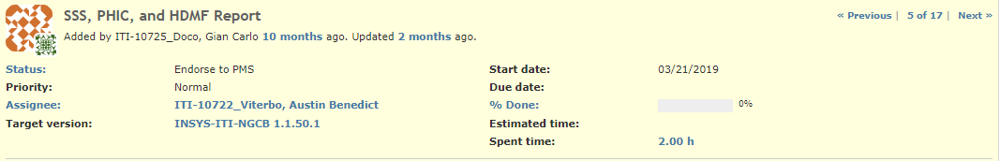 SSS, PHIC, and HDMF Report
« Previous | 5 of 17 | Next »
Added by ITI-10725_Doco, Gian Carlo 10 months ago. Updated 2 months ago.
Status: Endorse to PMS Start date: 03/21/2019
Priority: Normal Due date:
Assignee: ITI-10722_Viterbo, Austin Benedict % Done: 0%
Target version: INSYS-ITI-NGCB 1.1.50.1 Estimated time:
Spent time: 2.00 h